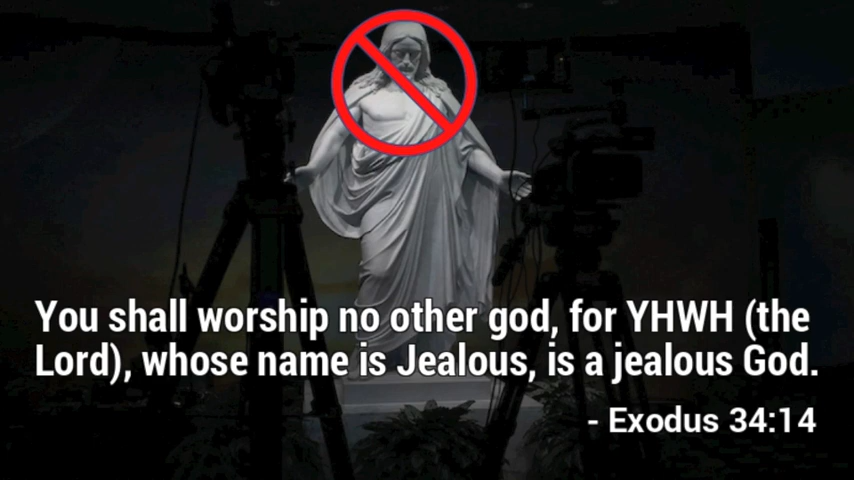 You shall worship no other god, for YHWH (the
Lord), whose name is Jealous, is a jealous God.
- Exodus 34:14